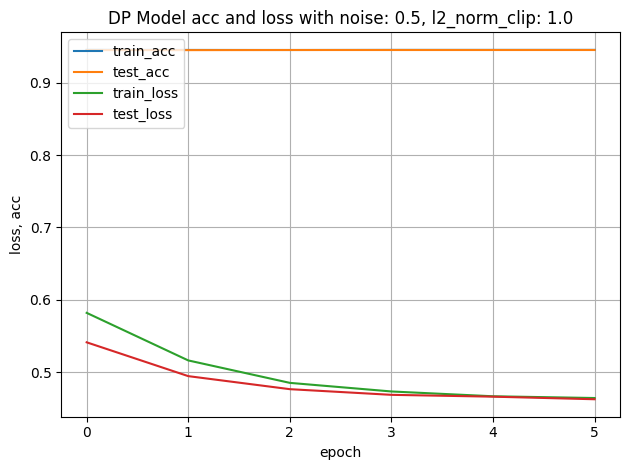 DP Model acc and loss with noise: 0.5, l2_norm_clip: 1.0
train_acc
test_acc
train_loss
test_loss
loss, acc
0.9
0.8
0.7
0.6
0.5
0 1 2 3 4 5
epoch